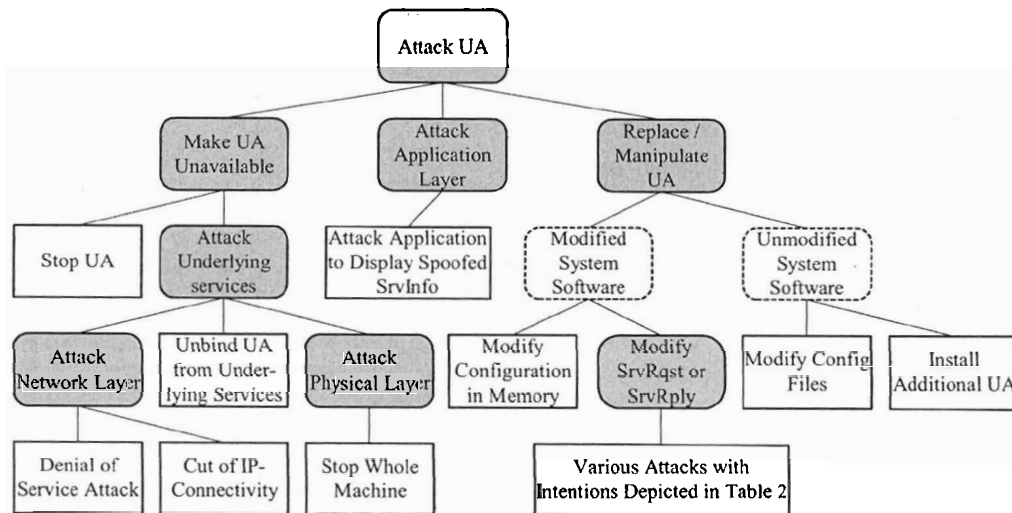 Attack UA
Make UA
Unavailable
Attack
Application
Layer
Replace /
Manipulate
UA
Stop UA
Attack
Underlying
services
Attack Application
to Display Spoofed
SrvInfo
Modified
System
Software
Unmodified
System
Software
Attack
Network Layer
Unbind UA
from Under-
lying Services
Attack
Physical Layer
Modify
Configuration
in Memory
Modify
SrvRqst or
SrvRply
Modify Config
Files
Install
Additional UA
Denial of
Service Attack
Cut of IP-
Connectivity
Stop Whole
Machine
Various Attacks with
Intentions Depicted in Table 2